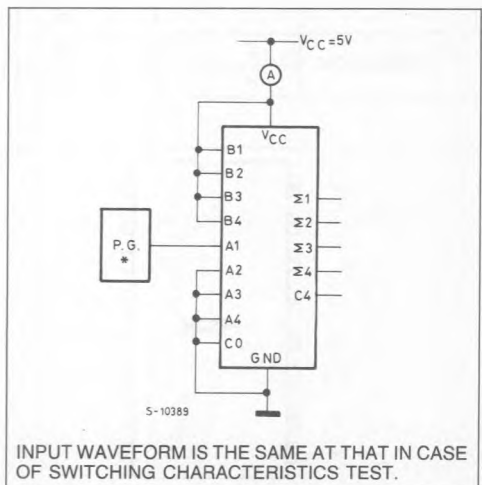 VCC=5V
A
VCC
B1
B2
B3
B4
A1
A2
A3
A4
C0
Σ1
Σ2
Σ3
Σ4
C4
P.G.
*
GND
S-10389
INPUT WAVEFORM IS THE SAME AT THAT IN CASE
OF SWITCHING CHARACTERISTICS TEST.